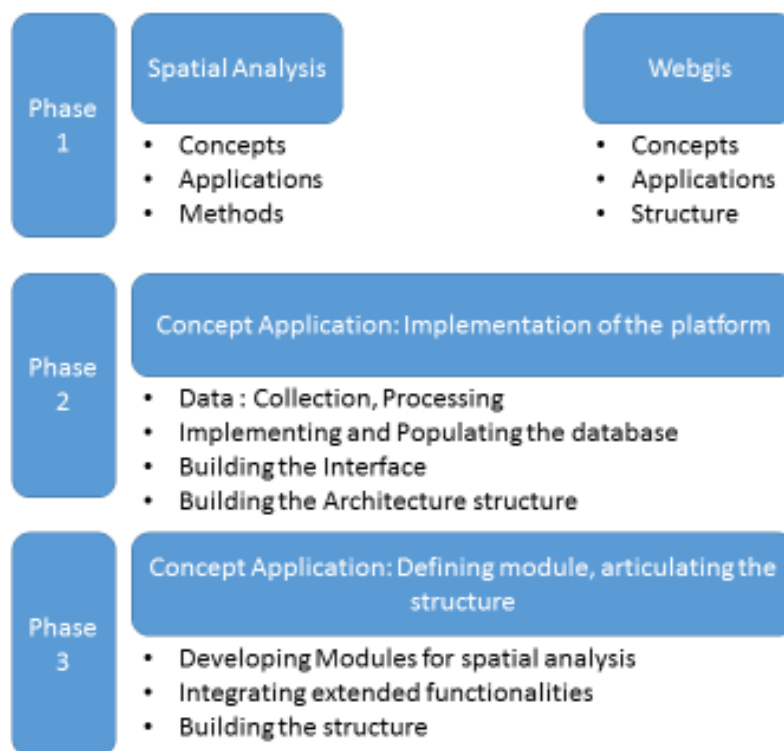 Phase
1
Spatial Analysis
• Concepts
• Applications
• Methods
Webgis
• Concepts
• Applications
• Structure
Phase
2
Concept Application: Implementation of the platform
• Data : Collection, Processing
• Implementing and Populating the database
• Building the Interface
• Building the Architecture structure
Phase
3
Concept Application: Defining module, articulating the
structure
• Developing Modules for spatial analysis
• Integrating extended functionalities
• Building the structure